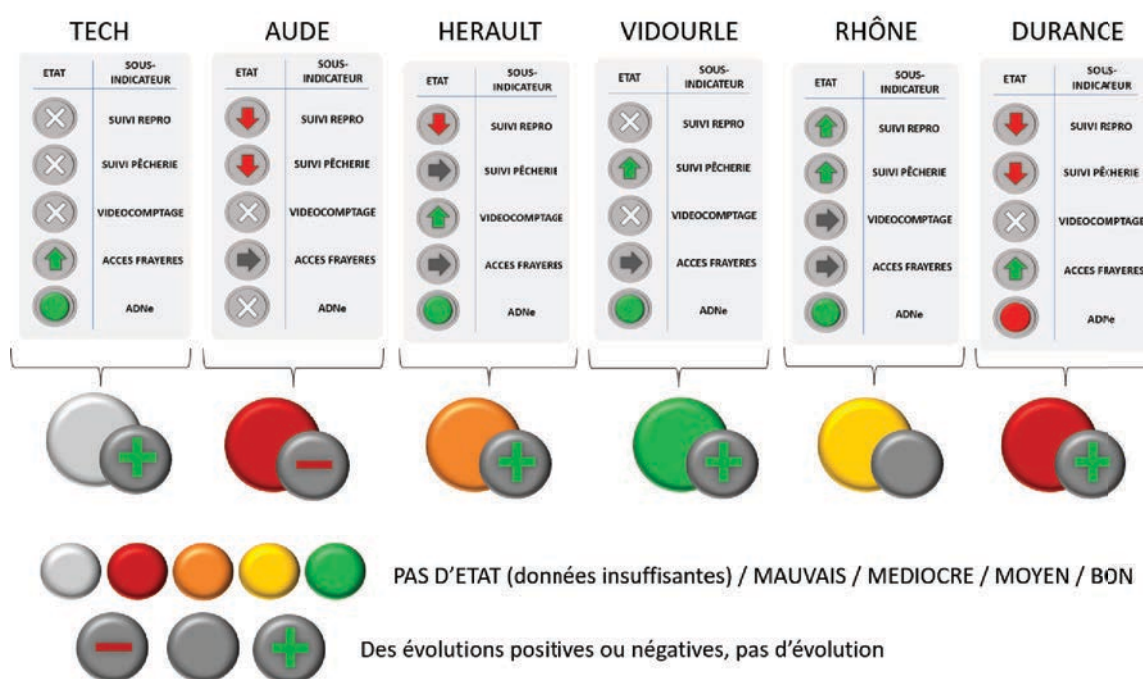 TECH
ETAT
SOUS-
INDICATEUR
SUIVI REPRO
SUIVI PÊCHERIE
VIDEOCOMPTAGE
ACCES FRAYERES
ADNe
AUDE
ETAT
SOUS-
INDICATEUR
SUIVI REPRO
SUIVI PÊCHERIE
VIDEOCOMPTAGE
ACCES FRAYERES
ADNe
HERAULT
ETAT
SOUS-
INDICATEUR
SUIVI REPRO
SUIVI PÊCHERIE
VIDEOCOMPTAGE
ACCES FRAYERES
ADNe
VIDOURLE
ETAT
SOUS-
INDICATEUR
SUIVI REPRO
SUIVI PÊCHERIE
VIDEOCOMPTAGE
ACCES FRAYERES
ADNe
RHÔNE
ETAT
SOUS-
INDICATEUR
SUIVI REPRO
SUIVI PÊCHERIE
VIDEOCOMPTAGE
ACCES FRAYERES
ADNe
DURANCE
ETAT
SOUS-
INDICATEUR
SUIVI REPRO
SUIVI PÊCHERIE
VIDEOCOMPTAGE
ACCES FRAYERES
ADNe
PAS D'ETAT (données insuffisantes) / MAUVAIS / MEDIOCRE / MOYEN / BON
Des évolutions positives ou négatives, pas d'évolution